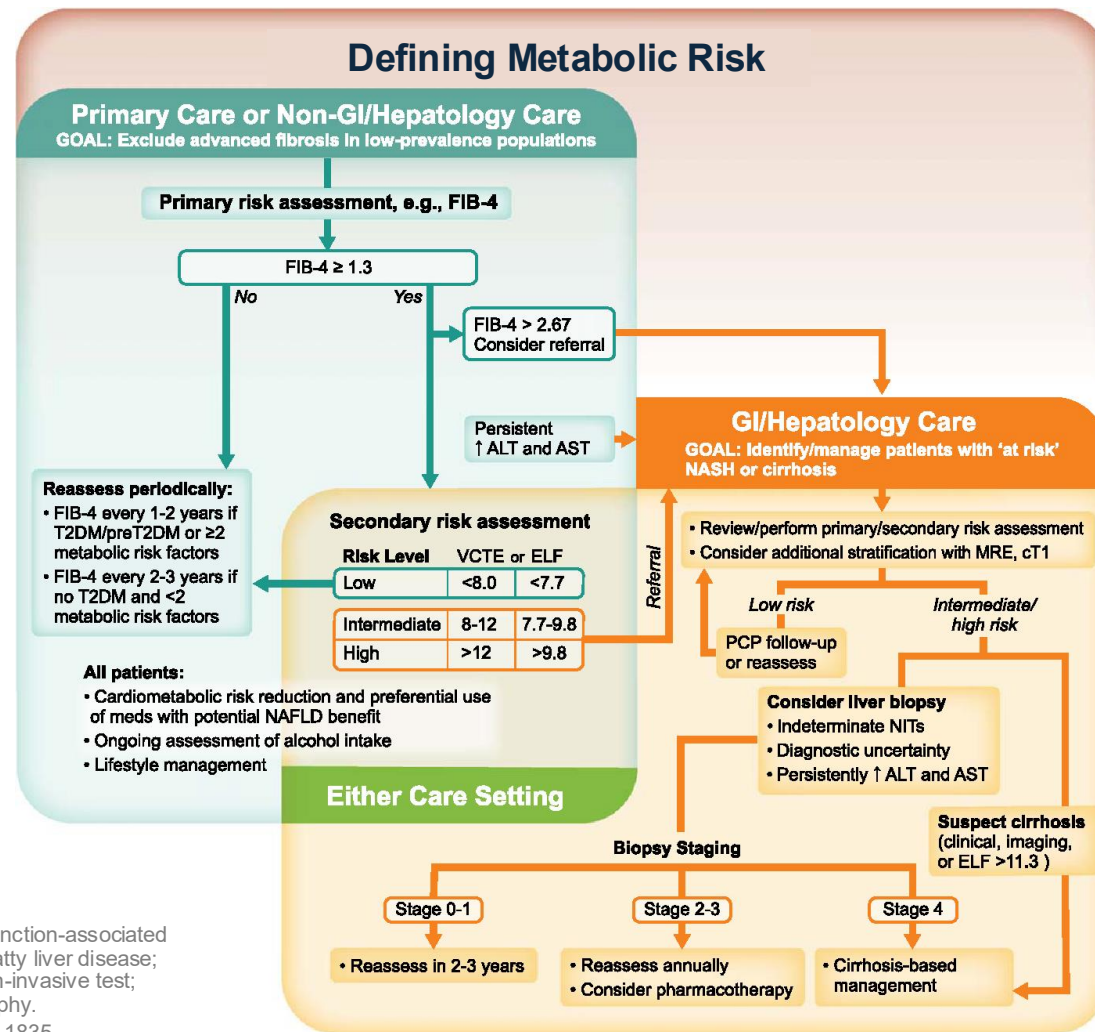 Defining Metabolic Risk
Primary Care or Non-GI/Hepatology Care
GOAL: Exclude advanced fibrosis in low-prevalence populations
Primary risk assessment, e.g., FIB-4
FIB-4 ≥ 1.3
No
Yes
FIB-4 > 2.67
Consider referral
Persistent
↑ ALT and AST
GI/Hepatology Care
GOAL: Identify/manage patients with 'at risk'
NASH or cirrhosis
Reassess periodically:
• FIB-4 every 1-2 years if
T2DM/preT2DM or ≥2
metabolic risk factors
• FIB-4 every 2-3 years if
no T2DM and <2
metabolic risk factors
Secondary risk assessment
Risk Level VCTE or ELF
Low <8.0 <7.7
Intermediate 8-12 7.7-9.8
High >12 >9.8
Referral
• Review/perform primary/secondary risk assessment
• Consider additional stratification with MRE, cT1
Low risk
Intermediate/
high risk
PCP follow-up
or reassess
All patients:
• Cardiometabolic risk reduction and preferential use
of meds with potential NAFLD benefit
• Ongoing assessment of alcohol intake
• Lifestyle management
Consider liver biopsy
• Indeterminate NITs
• Diagnostic uncertainty
• Persistently ↑ ALT and AST
Either Care Setting
Suspect cirrhosis
(clinical, imaging,
or ELF >11.3 )
Biopsy Staging
Stage 0-1
Stage 2-3
Stage 4
• Reassess in 2-3 years
• Reassess annually
• Consider pharmacotherapy
• Cirrhosis-based
management
nction-associated
atty liver disease;
n-invasive test;
phy.
1835